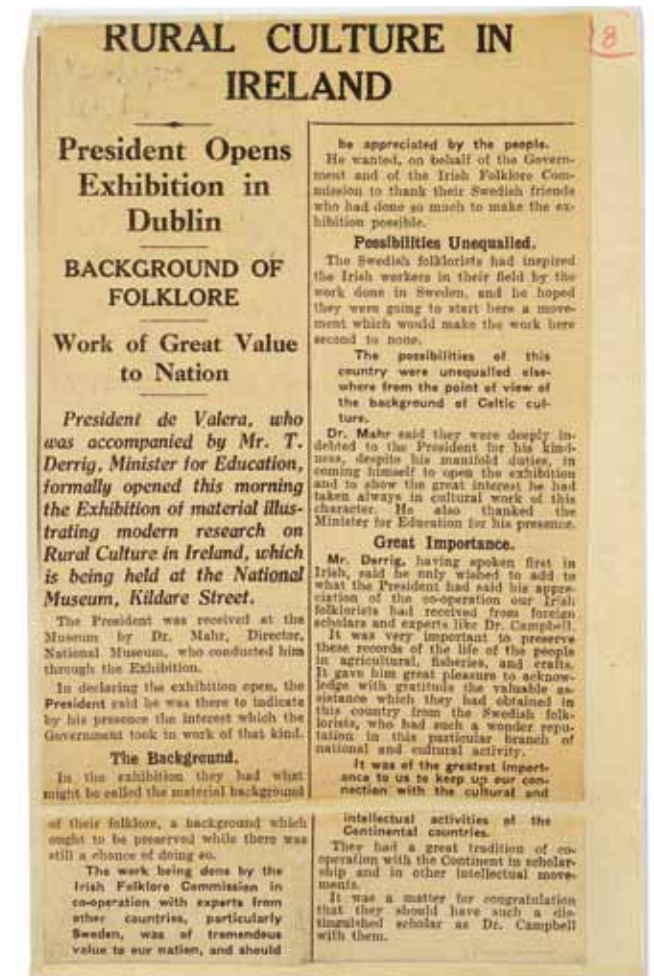 RURAL CULTURE IN
IRELAND
8
President Opens
Exhibition in
Dublin
BACKGROUND OF
FOLKLORE
Work of Great Value
to Nation
President de Valera, who
was accompanied by Mr. T.
Derrig, Minister for Education,
formally opened this morning
the Exhibition of material illus-
trating modern research on
Rural Culture in Ireland, which
is being held at the National
Museum, Kildare Street.
The President was received at the
Museum by Dr. Mahr, Director,
National Museum, who conducted him
through the Exhibition.
In declaring the exhibition open, the
President said he was there to indicate
by his presence the interest which the
Government took in work of that kind.
The Background.
In the exhibition they had what
might be called the material background
of their folklore, a background which
ought to be preserved while there was
still a chance of doing so.
The work being done by the
Irish Folklore Commission in
co-operation with experts from
other countries, particularly
Sweden, was of tremendous
value to our nation, and should
be appreciated by the people.
He wanted, on behalf of the Govern-
ment and of the Irish Folklore Com-
mission to thank their Swedish friends
who had done so much to make the ex-
hibition possible.
Possibilities Unequalled.
The Swedish folklorists had inspired
the Irish workers in their field by the
work done in Sweden, and he hoped
they were going to start here a move-
ment which would make the work here
second to none.
The possibilities of this
country were unequalled else-
where from the point of view of
the background of Celtic cul-
ture.
Dr. Mahr said they were deeply in-
debted to the President for his kind-
ness, despite his manifold duties, in
coming himself to open the exhibition
and to show the great interest he had
taken always in cultural work of this
character. He also thanked the
Minister for Education for his presence.
Great Importance.
Mr. Derrig, having spoken first in
Irish, said he only wished to add to
what the President had said his appre-
ciation of the co-operation our Irish
folklorists had received from foreign
scholars and experts like Dr. Campbell.
It was very important to preserve
these records of the life of the people
in agricultural, fisheries, and crafts.
It gave him great pleasure to acknow-
ledge with gratitude the valuable as-
sistance which they had obtained in
this country from the Swedish folk-
lorists, who had such a wonder repu-
tation in this particular branch of
national and cultural activity.
It was of the greatest import-
ance to us to keep up our con-
nection with the cultural and
intellectual activities of the
Continental countries.
They had a great tradition of co-
operation with the Continent in scholar-
ship and in other intellectual move-
ments.
It was a matter for congratulation
that they should have such a dis-
tinguished scholar as Dr. Campbell
with them.